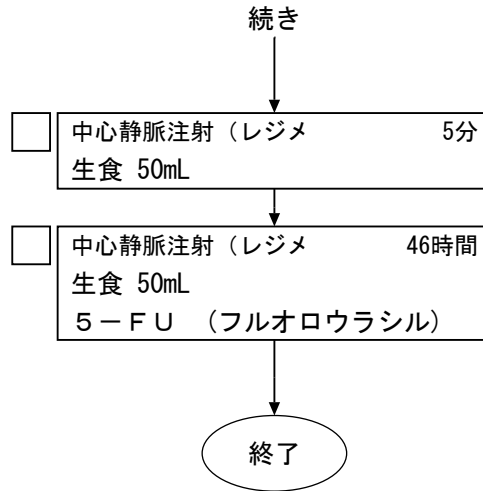 続き
中心静脈注射（レジメ 5分
生食 50mL
中心静脈注射（レジメ 46時間
生食 50mL
５－ＦＵ （フルオロウラシル）
終了